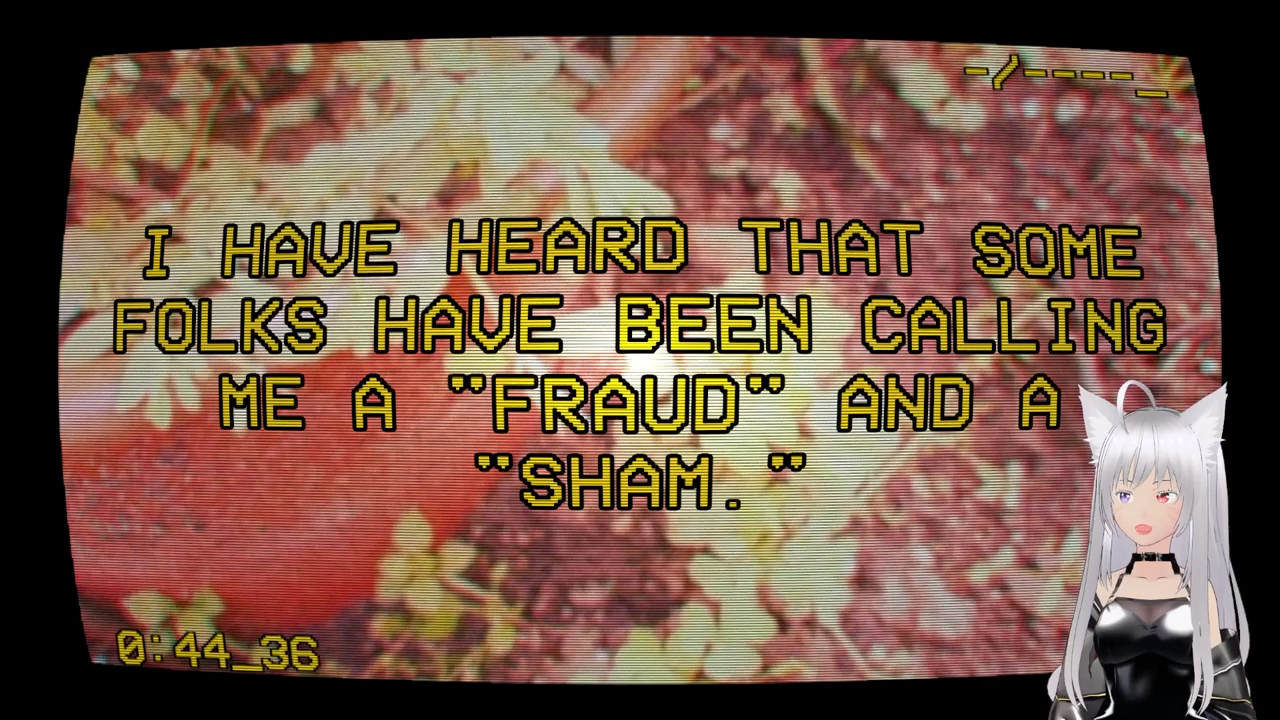 -/----_
I HAVE HEARD THAT SOME
FOLKS HAVE BEEN CALLING
ME A "FRAUD" AND A
"SHAM."
0:44_36